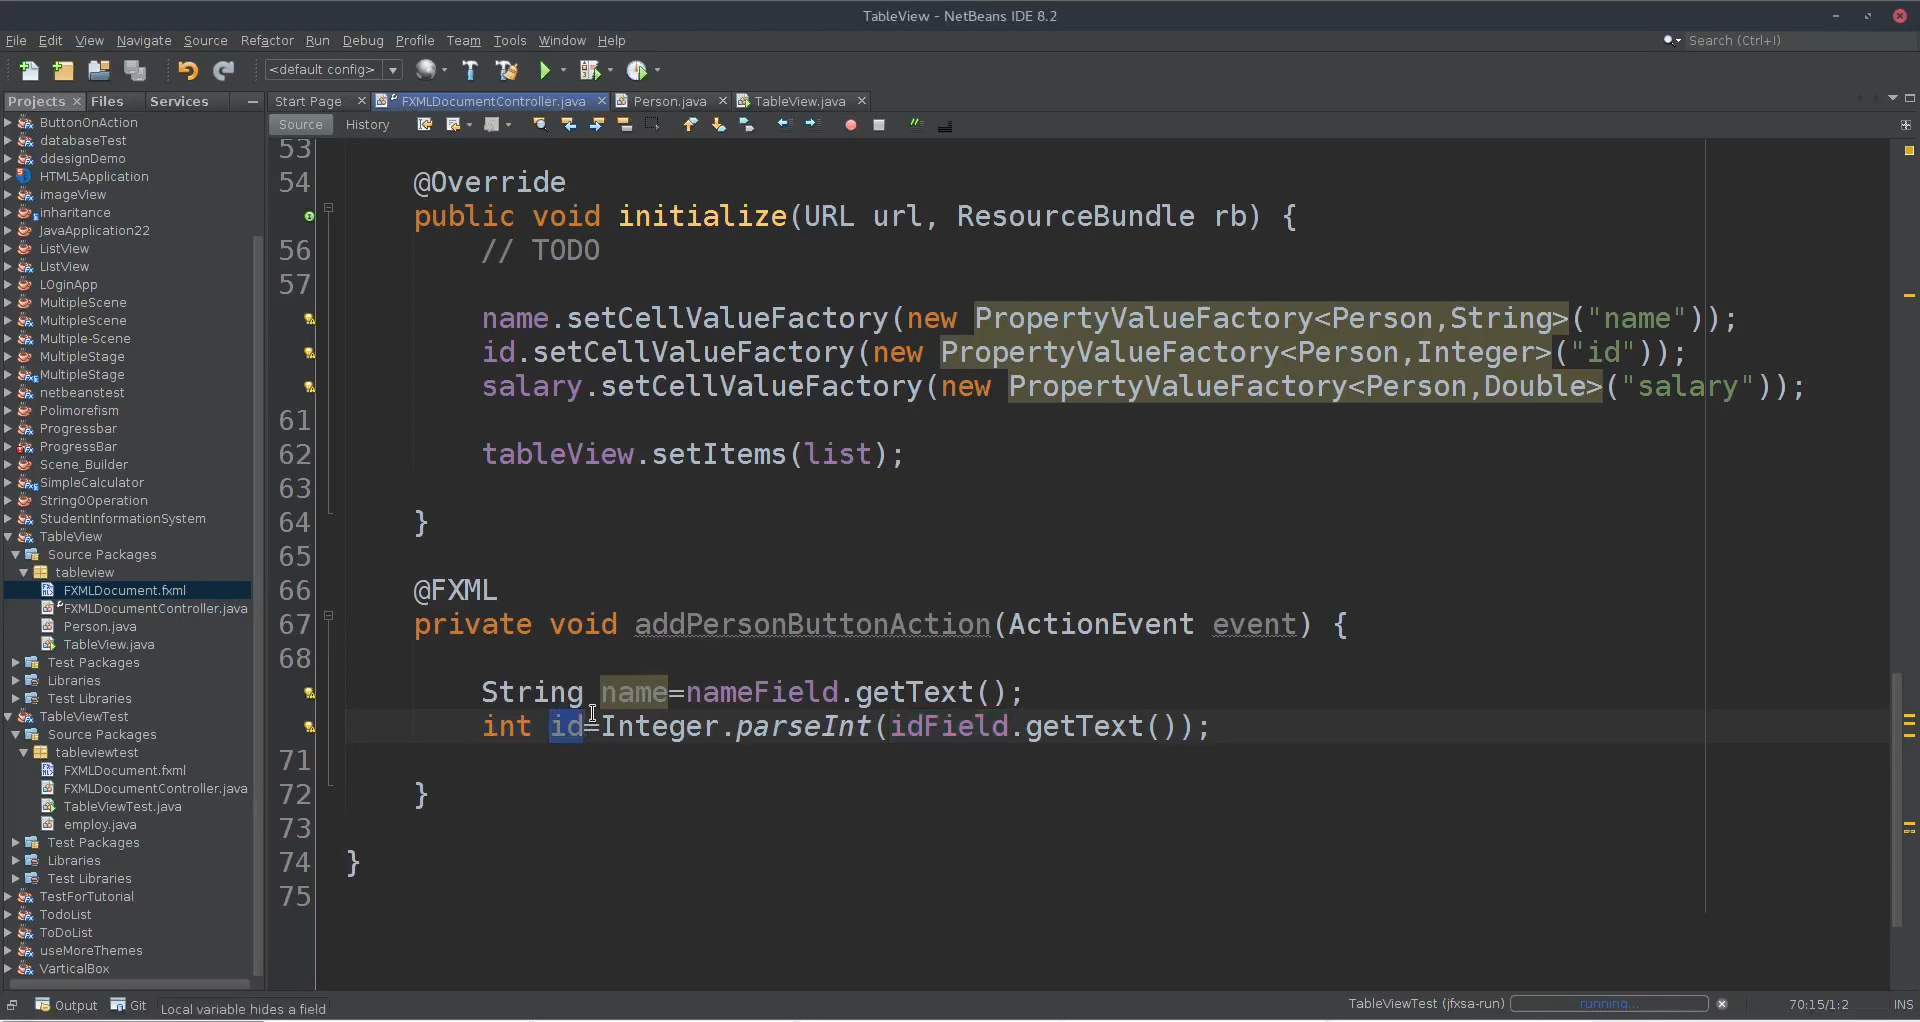 TableView - NetBeans IDE 8.2
File Edit View Navigate Source Refactor Run Debug Profile Team Tools Window Help
Search (Ctrl+I)
<default config>
Projects Files Services
Start Page FXMLDocumentController.java Person.java TableView.java
Source History
ButtonOnAction
databaseTest
ddesignDemo
HTML5Application
imageView
inheritance
JavaApplication22
ListView
LIstView
LOginApp
MultipleScene
MultipleScene
Multiple-Scene
MultipleStage
MultipleStage
netbeanstest
Polimorefism
Progressbar
ProgressBar
Scene_Builder
SimpleCalculator
StringOOperation
StudentInformationSystem
TableView
Source Packages
tableview
FXMLDocument.fxml
FXMLDocumentController.java
Person.java
TableView.java
Test Packages
Libraries
Test Libraries
TableViewTest
Source Packages
tableviewtest
FXMLDocument.fxml
FXMLDocumentController.java
TableViewTest.java
employ.java
Test Packages
Libraries
Test Libraries
TestForTutorial
TodoList
ToDoList
useMoreThemes
VarticalBox
53
54 @Override
public void initialize(URL url, ResourceBundle rb) {
56 // TODO
57
name.setCellValueFactory(new PropertyValueFactory<Person,String>("name"));
id.setCellValueFactory(new PropertyValueFactory<Person,Integer>("id"));
salary.setCellValueFactory(new PropertyValueFactory<Person,Double>("salary"));
61
62 tableView.setItems(list);
63
64 }
65
66 @FXML
67 private void addPersonButtonAction(ActionEvent event) {
68
String name=nameField.getText();
int id=Integer.parseInt(idField.getText());
71
72 }
73
74 }
75
Output Git Local variable hides a field
TableViewTest (jfxsa-run) running... 70:15/1:2 INS